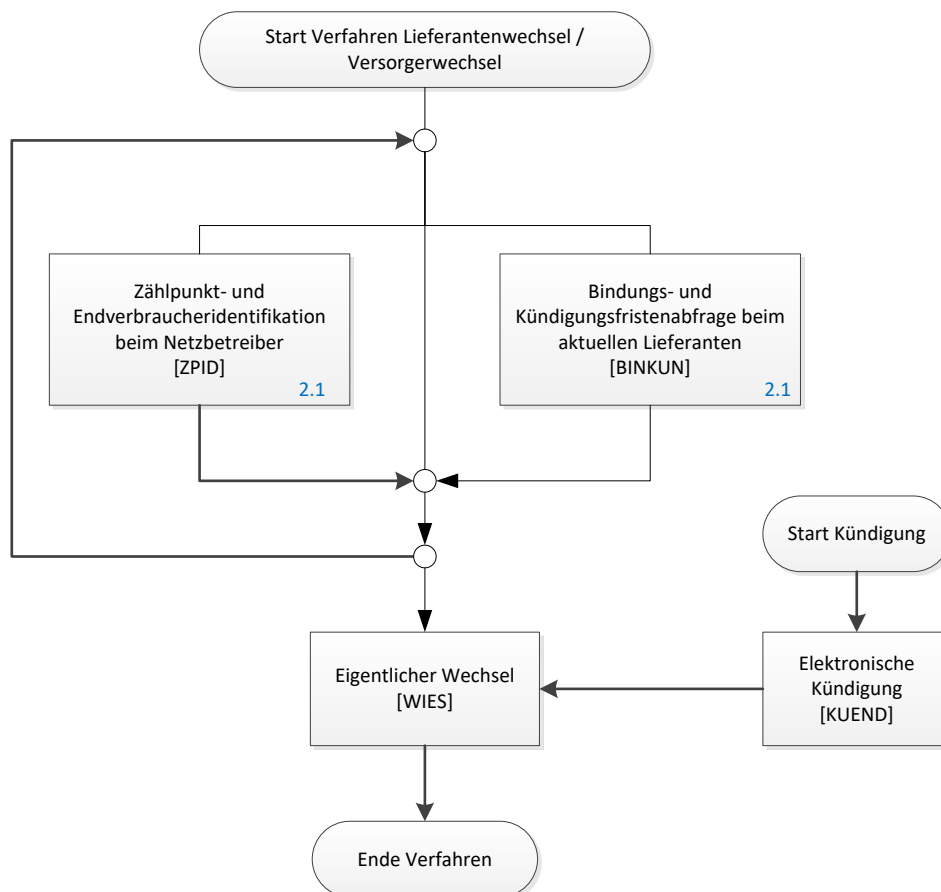 Start Verfahren Lieferantenwechsel /
Versorgerwechsel
Zählpunkt- und
Endverbraucheridentifikation
beim Netzbetreiber
[ZPID]
2.1
Bindungs- und
Kündigungsfristenabfrage beim
aktuellen Lieferanten
[BINKUN]
2.1
Start Kündigung
Eigentlicher Wechsel
[WIES]
Elektronische
Kündigung
[KUEND]
Ende Verfahren